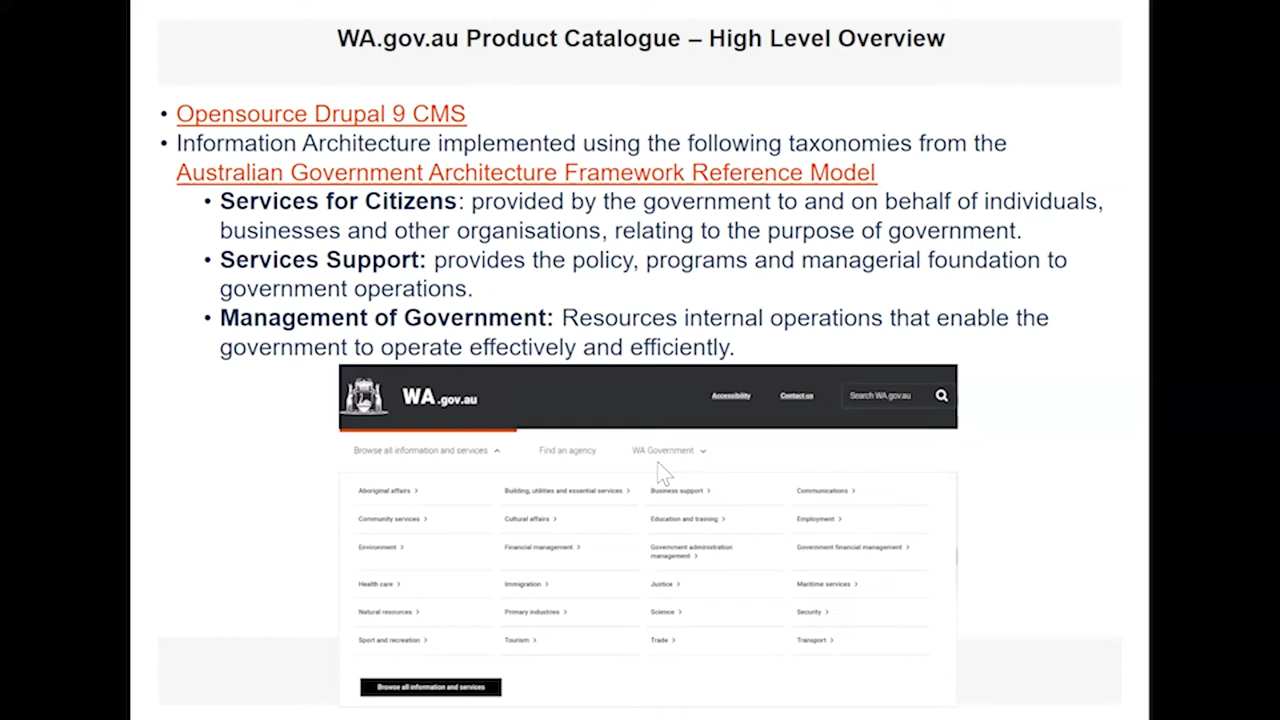 WA.gov.au Product Catalogue – High Level Overview
• Opensource Drupal 9 CMS
• Information Architecture implemented using the following taxonomies from the
Australian Government Architecture Framework Reference Model
• Services for Citizens: provided by the government to and on behalf of individuals,
businesses and other organisations, relating to the purpose of government.
• Services Support: provides the policy, programs and managerial foundation to
government operations.
• Management of Government: Resources internal operations that enable the
government to operate effectively and efficiently.
WA.gov.au
Accessibility Contact us Search WA.gov.au
Browse all information and services Find an agency WA Government
Aboriginal affairs Building, utilities and essential services Business support Communications
Community services Cultural affairs Education and training Employment
Environment Financial management Government administration
management Government financial management
Health care Immigration Justice Maritime services
Natural resources Primary industries Science Security
Sport and recreation Tourism Trade Transport
Browse all information and services